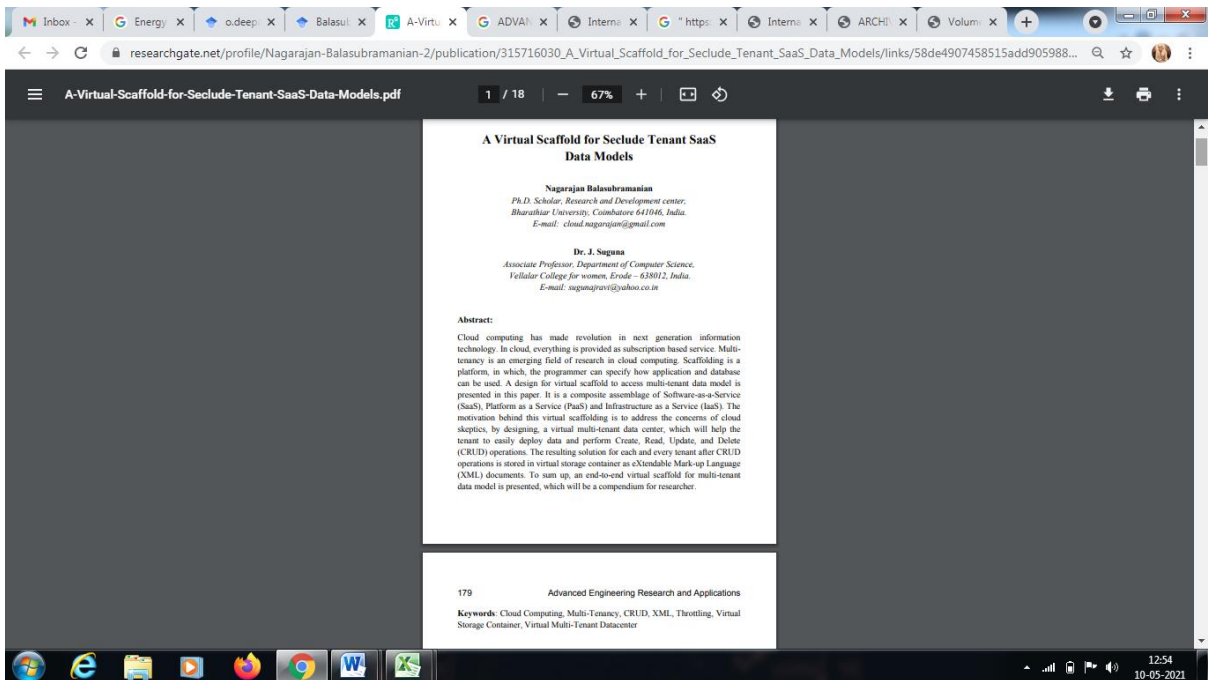 Inbox -
Energy
o.deep
Balasul
A-Virtu
ADVAN
Interna
" https:
Interna
ARCHI
Volum
researchgate.net/profile/Nagarajan-Balasubramanian-2/publication/315716030_A_Virtual_Scaffold_for_Seclude_Tenant_SaaS_Data_Models/links/58de4907458515add905988...
A-Virtual-Scaffold-for-Seclude-Tenant-SaaS-Data-Models.pdf 1 / 18 67%
A Virtual Scaffold for Seclude Tenant SaaS
Data Models
Nagarajan Balasubramanian
Ph.D. Scholar, Research and Development center,
Bharathiar University, Coimbatore 641046, India.
E-mail: cloud.nagarajan@gmail.com
Dr. J. Suguna
Associate Professor, Department of Computer Science,
Vellalar College for women, Erode – 638012, India.
E-mail: sugunajravi@yahoo.co.in
Abstract:
Cloud computing has made revolution in next generation information
technology. In cloud, everything is provided as subscription based service. Multi-
tenancy is an emerging field of research in cloud computing. Scaffolding is a
platform, in which, the programmer can specify how application and database
can be used. A design for virtual scaffold to access multi-tenant data model is
presented in this paper. It is a composite assemblage of Software-as-a-Service
(SaaS), Platform as a Service (PaaS) and Infrastructure as a Service (IaaS). The
motivation behind this virtual scaffolding is to address the concerns of cloud
skeptics, by designing, a virtual multi-tenant data center, which will help the
tenant to easily deploy data and perform Create, Read, Update, and Delete
(CRUD) operations. The resulting solution for each and every tenant after CRUD
operations is stored in virtual storage container as eXtendable Mark-up Language
(XML) documents. To sum up, an end-to-end virtual scaffold for multi-tenant
data model is presented, which will be a compendium for researcher.
179 Advanced Engineering Research and Applications
Keywords: Cloud Computing, Multi-Tenancy, CRUD, XML, Throttling, Virtual
Storage Container, Virtual Multi-Tenant Datacenter
12:54
10-05-2021